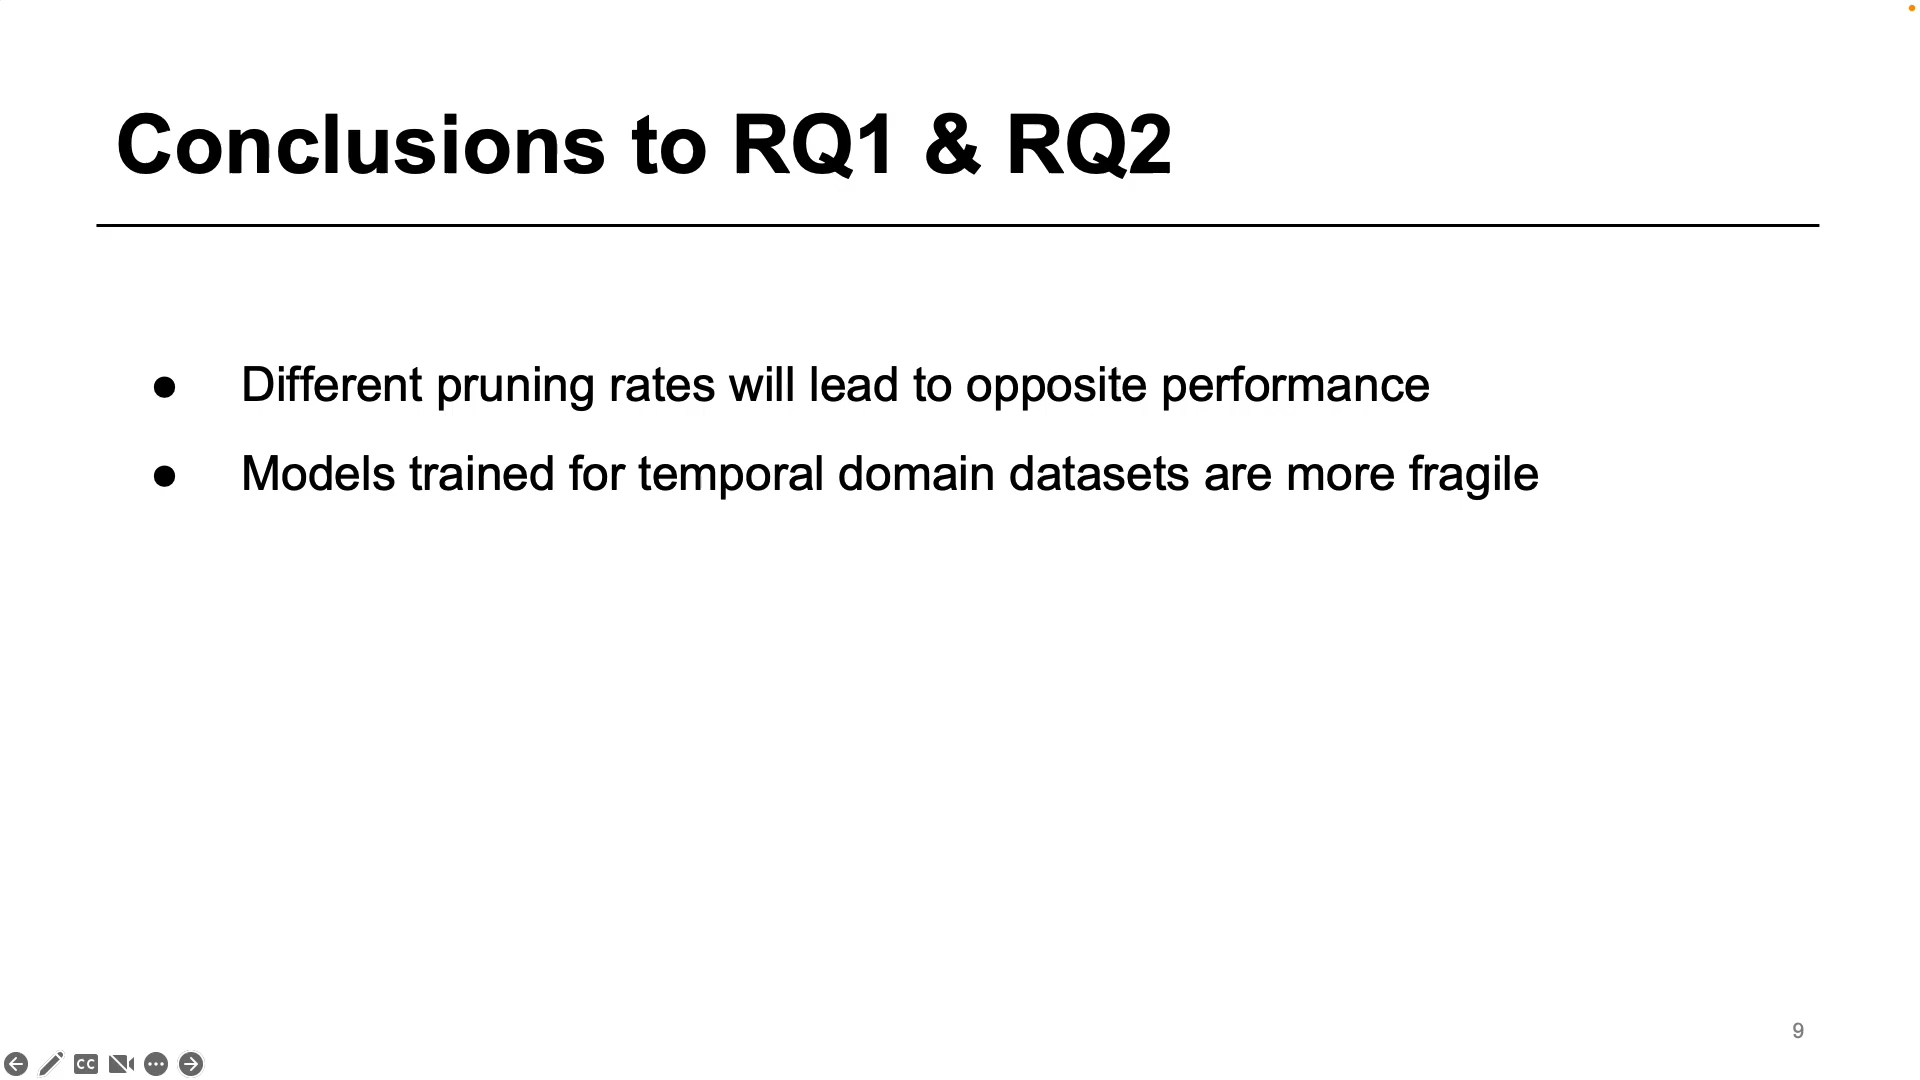 Conclusions to RQ1 & RQ2
● Different pruning rates will lead to opposite performance
● Models trained for temporal domain datasets are more fragile
9
CC